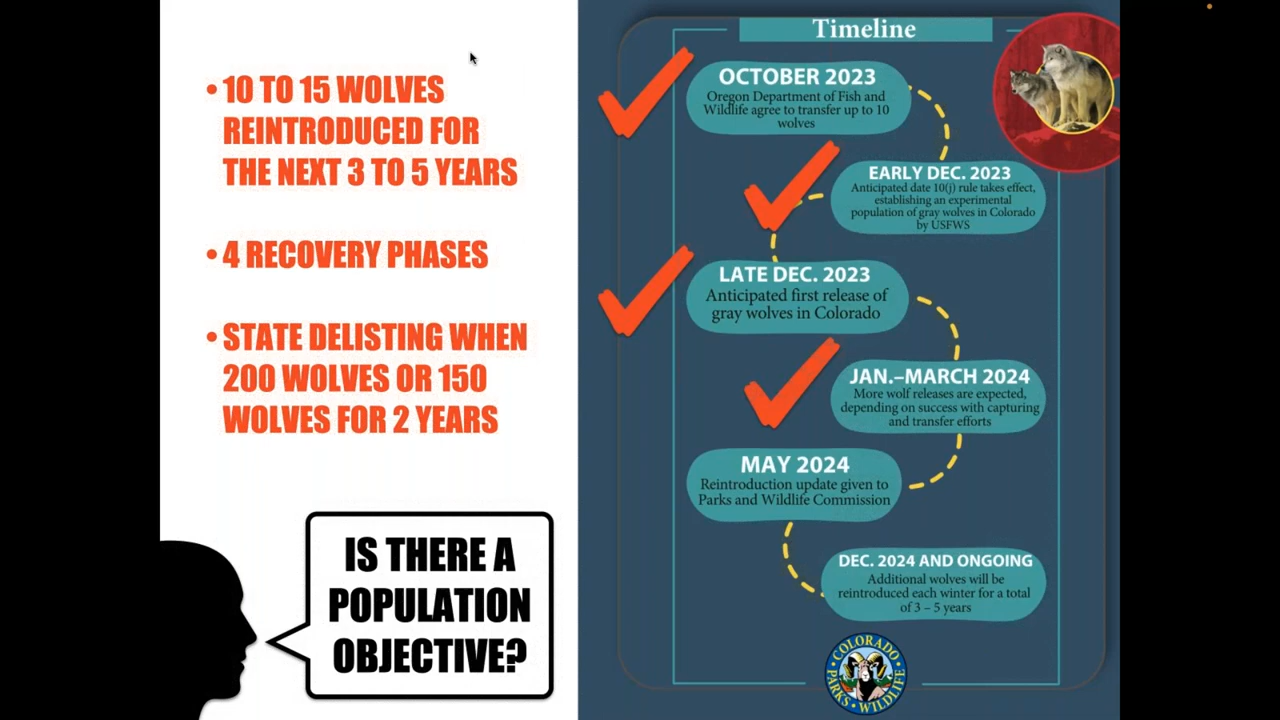 • 10 TO 15 WOLVES
REINTRODUCED FOR
THE NEXT 3 TO 5 YEARS
• 4 RECOVERY PHASES
• STATE DELISTING WHEN
200 WOLVES OR 150
WOLVES FOR 2 YEARS
IS THERE A
POPULATION
OBJECTIVE?
Timeline
OCTOBER 2023
Oregon Department of Fish and
Wildlife agree to transfer up to 10
wolves
EARLY DEC. 2023
Anticipated date 10(j) rule takes effect,
establishing an experimental
population of gray wolves in Colorado
by USFWS
LATE DEC. 2023
Anticipated first release of
gray wolves in Colorado
JAN.–MARCH 2024
More wolf releases are expected,
depending on success with capturing
and transfer efforts
MAY 2024
Reintroduction update given to
Parks and Wildlife Commission
DEC. 2024 AND ONGOING
Additional wolves will be
reintroduced each winter for a total
of 3 – 5 years
COLORADO
PARKS WILDLIFE